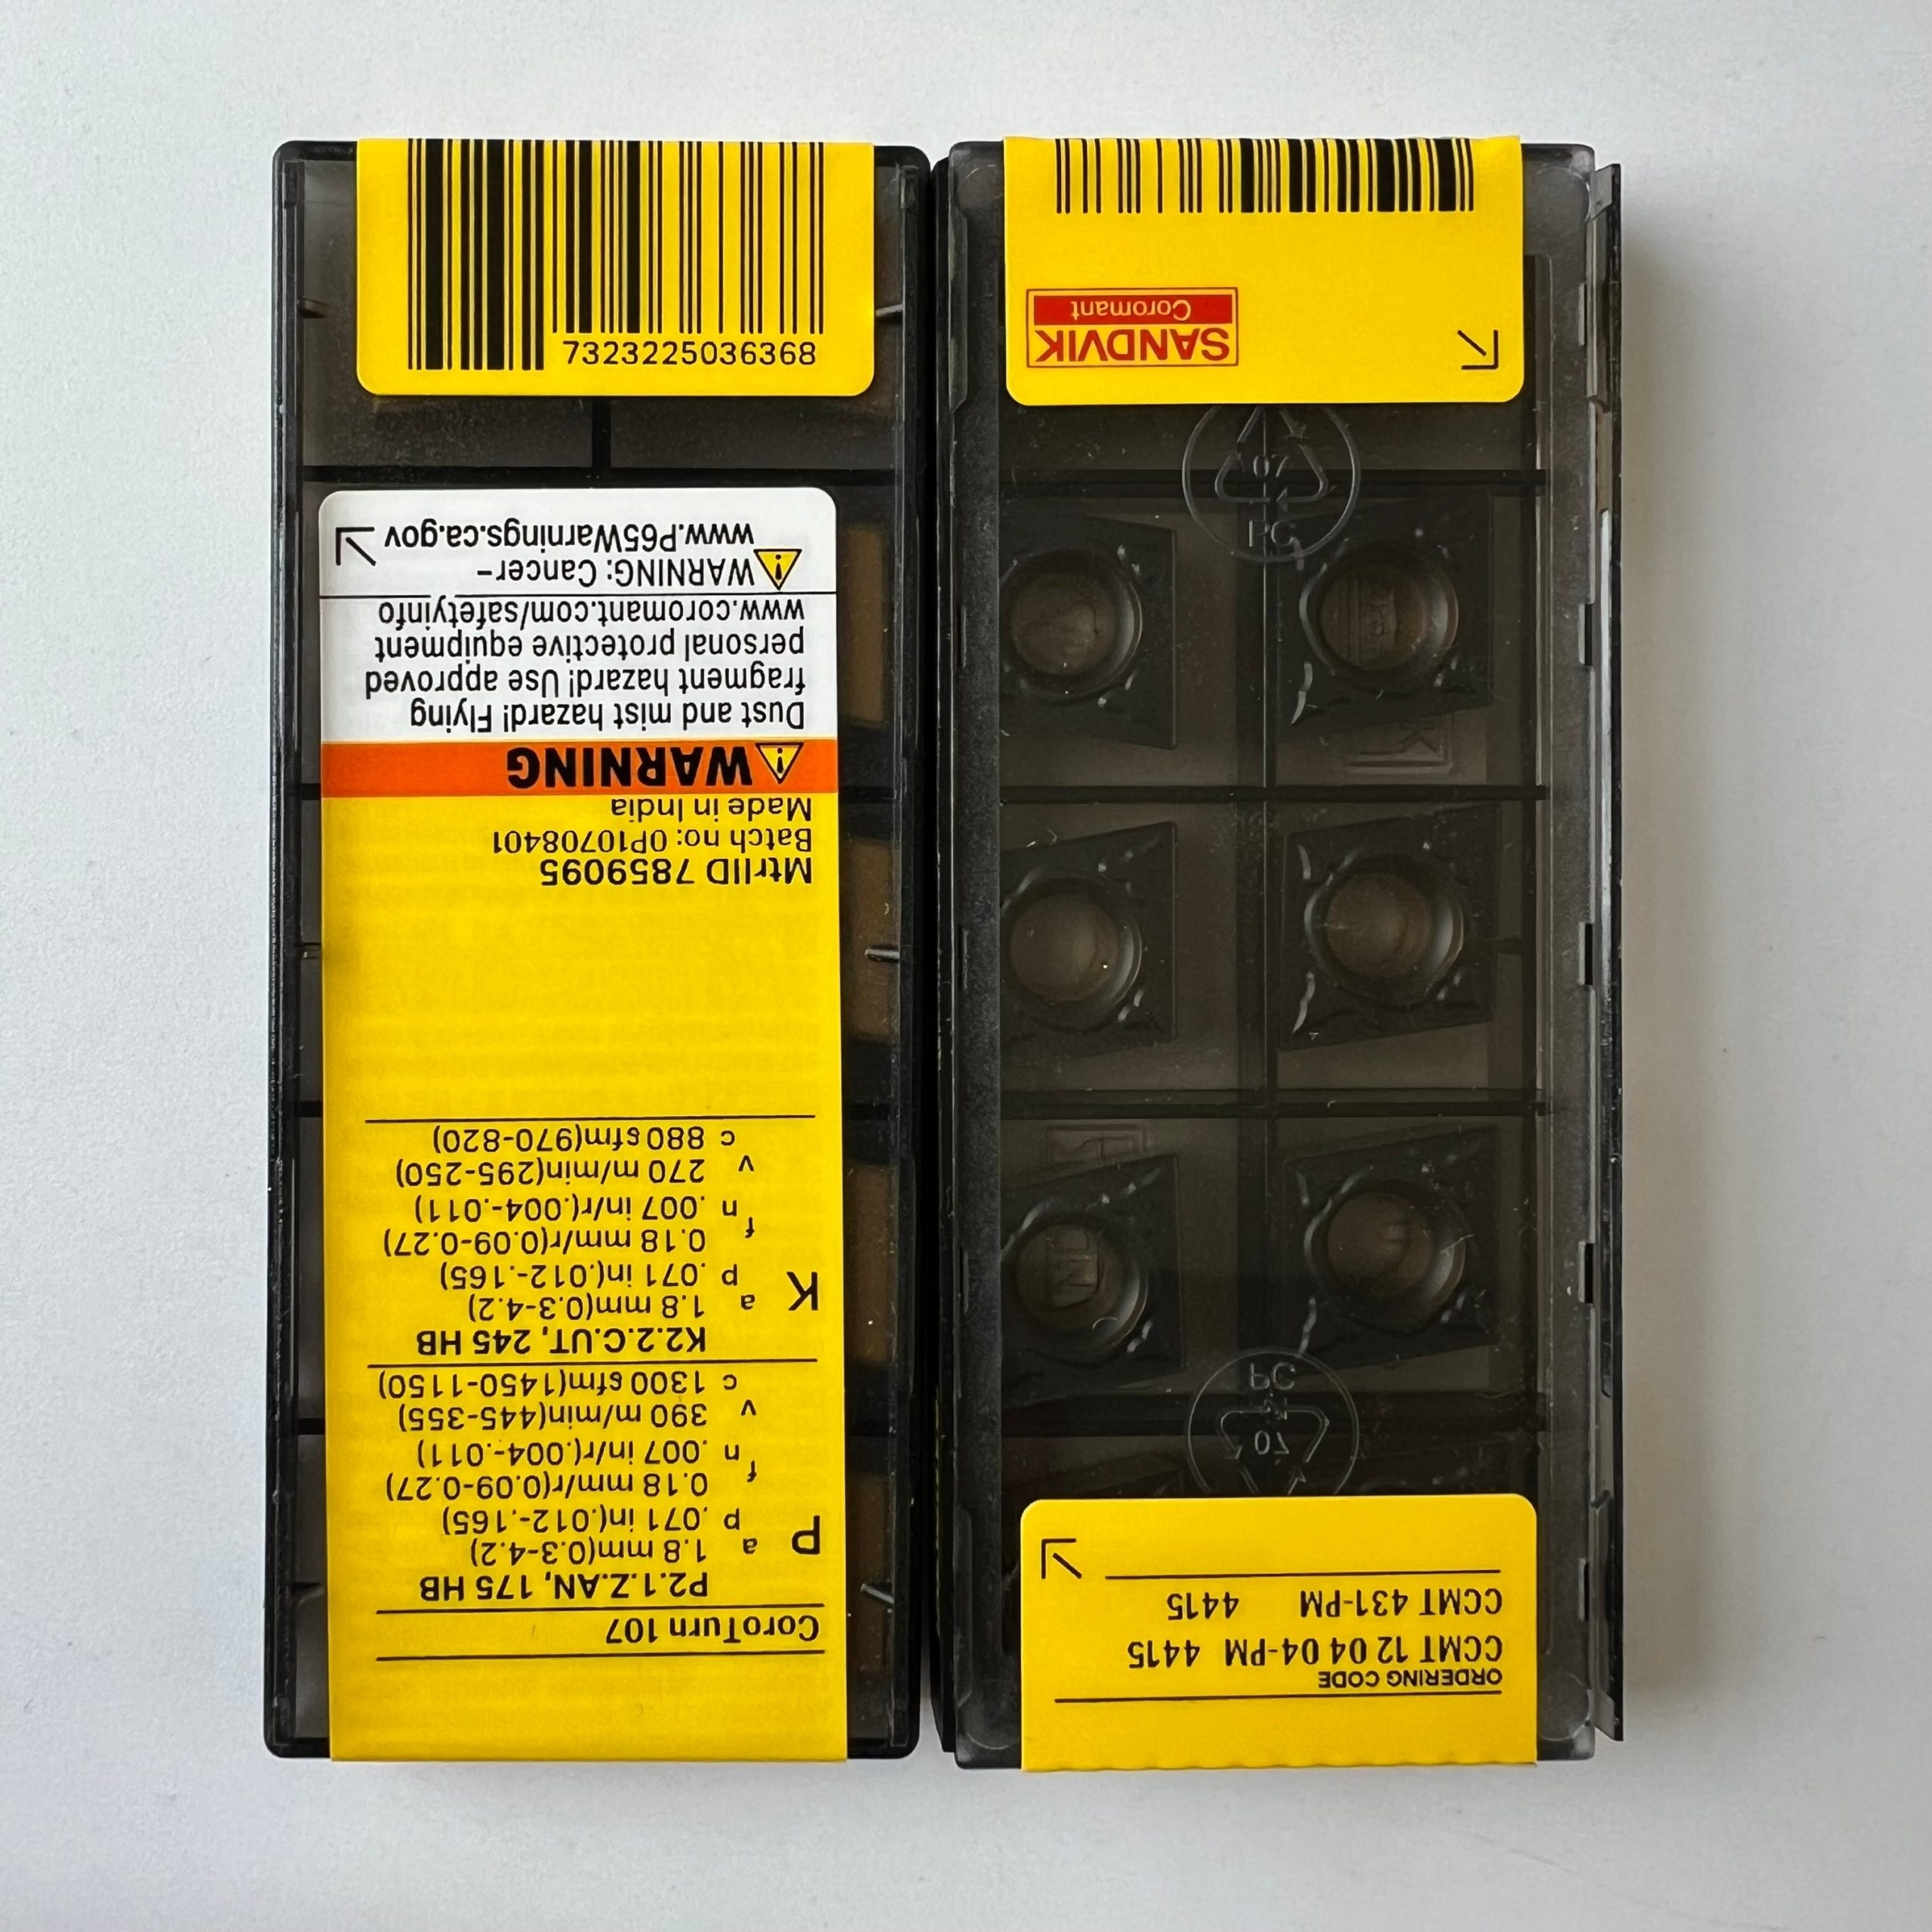 7323225036368
CoroTurn 107
P
P2.1.Z.AN, 175 HB
a 1.8 mm(0.3-4.2)
p .071 in(.012-.165)
f 0.18 mm/r(0.09-0.27)
n .007 in/r(.004-.011)
v 390 m/min(445-355)
c 1300 sfm(1450-1150)
K
K2.2.C.UT, 245 HB
a 1.8 mm(0.3-4.2)
p .071 in(.012-.165)
f 0.18 mm/r(0.09-0.27)
n .007 in/r(.004-.011)
v 270 m/min(295-250)
c 880 sfm(970-820)
MtrlID 7859095
Batch no: 0P10708401
Made in India
WARNING
Dust and mist hazard! Flying
fragment hazard! Use approved
personal protective equipment
www.coromant.com/safetyinfo
WARNING: Cancer-
www.P65Warnings.ca.gov
ORDERING CODE
CCMT 12 04 04-PM 4415
CCMT 431-PM 4415
07
PC
07
PC
SANDVIK
Coromant